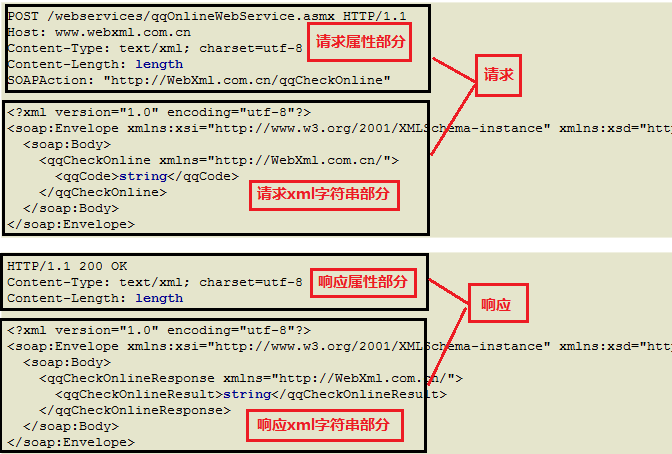 POST /webservices/qqOnlineWebService.asmx HTTP/1.1
Host: www.webxml.com.cn
Content-Type: text/xml; charset=utf-8
请求属性部分
Content-Length: length
请求
SOAPAction: "http://WebXml.com.cn/qqCheckOnline"
<?xml version="1.0" encoding="utf-8"?>
<soap:Envelope xmlns:xsi="http://www.w3.org/2001/XMLSchema-instance" xmlns:xsd="http
<soap:Body>
<qqCheckOnline xmlns="http://WebXml.com.cn/">
<qqCode>string</qqCode>
</qqCheckOnline>
请求xml字符串部分
</soap:Body>
</soap:Envelope>
HTTP/1.1 200 OK
Content-Type: text/xml; charset=utf-8
响应属性部分
Content-Length: length
响应
<?xml version="1.0" encoding="utf-8"?>
<soap:Envelope xmlns:xsi="http://www.w3.org/2001/XMLSchema-instance" xmlns:xsd="http
<soap:Body>
<qqCheckOnlineResponse xmlns="http://WebXml.com.cn/">
<qqCheckOnlineResult>string</qqCheckOnlineResult>
</qqCheckOnlineResponse>
响应xml字符串部分
</soap:Body>
</soap:Envelope>